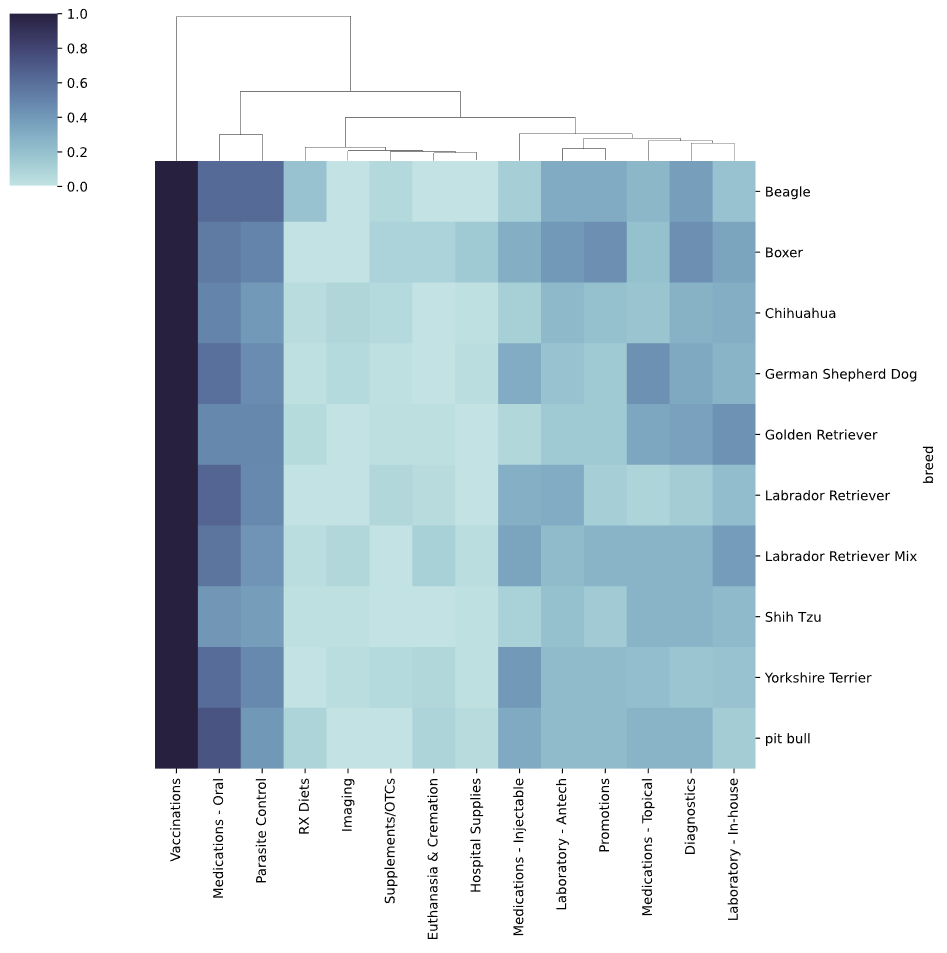 1.0
0.8
0.6
0.4
0.2
0.0
Beagle
Boxer
Chihuahua
German Shepherd Dog
Golden Retriever
Labrador Retriever
Labrador Retriever Mix
Shih Tzu
Yorkshire Terrier
pit bull
breed
Vaccinations
Medications - Oral
Parasite Control
RX Diets
Imaging
Supplements/OTCs
Euthanasia & Cremation
Hospital Supplies
Medications - Injectable
Laboratory - Antech
Promotions
Medications - Topical
Diagnostics
Laboratory - In-house